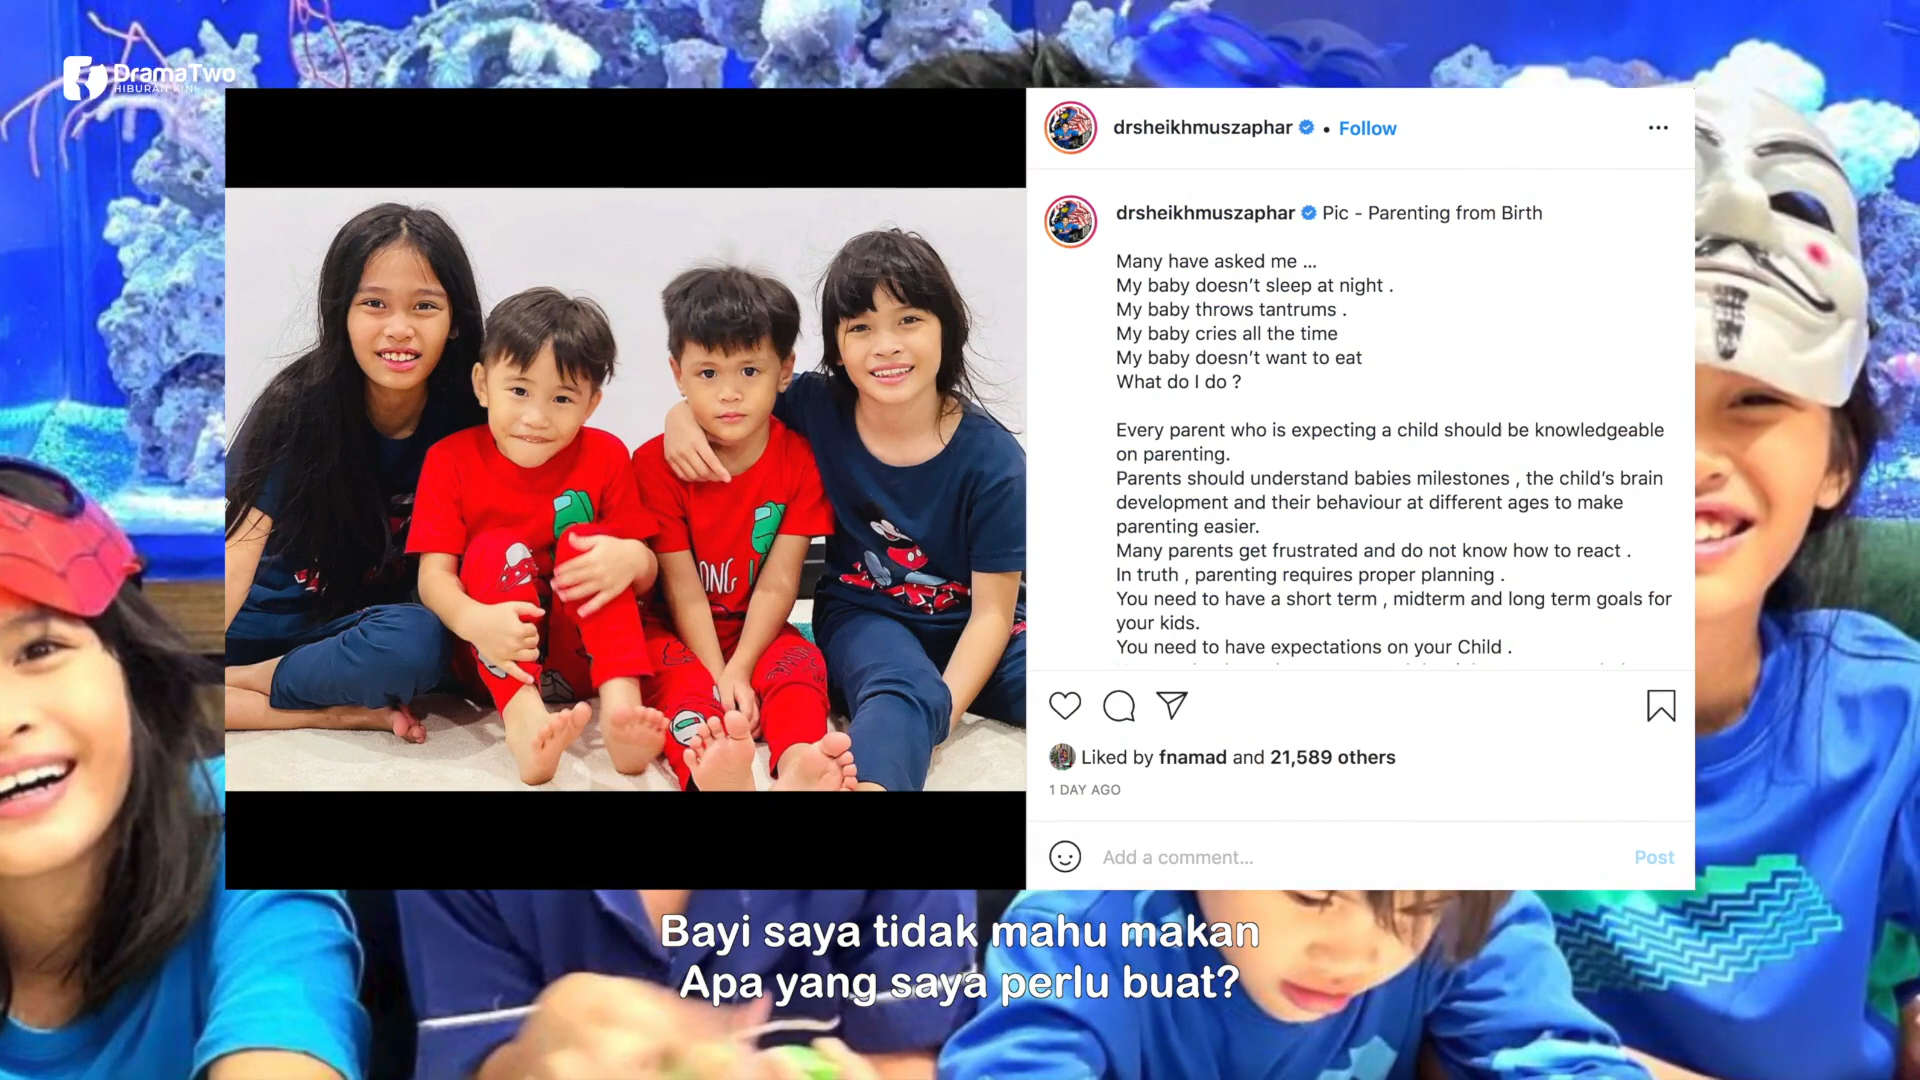 DramaTwo
HIBURAN KINI
drsheikhmuszaphar • Follow
drsheikhmuszaphar Pic - Parenting from Birth
Many have asked me ...
My baby doesn’t sleep at night .
My baby throws tantrums .
My baby cries all the time
My baby doesn’t want to eat
What do I do ?
Every parent who is expecting a child should be knowledgeable
on parenting.
Parents should understand babies milestones , the child’s brain
development and their behaviour at different ages to make
parenting easier.
Many parents get frustrated and do not know how to react .
In truth , parenting requires proper planning .
You need to have a short term , midterm and long term goals for
your kids.
You need to have expectations on your Child .
Liked by fnamad and 21,589 others
1 DAY AGO
Add a comment... Post
Bayi saya tidak mahu makan
Apa yang saya perlu buat?